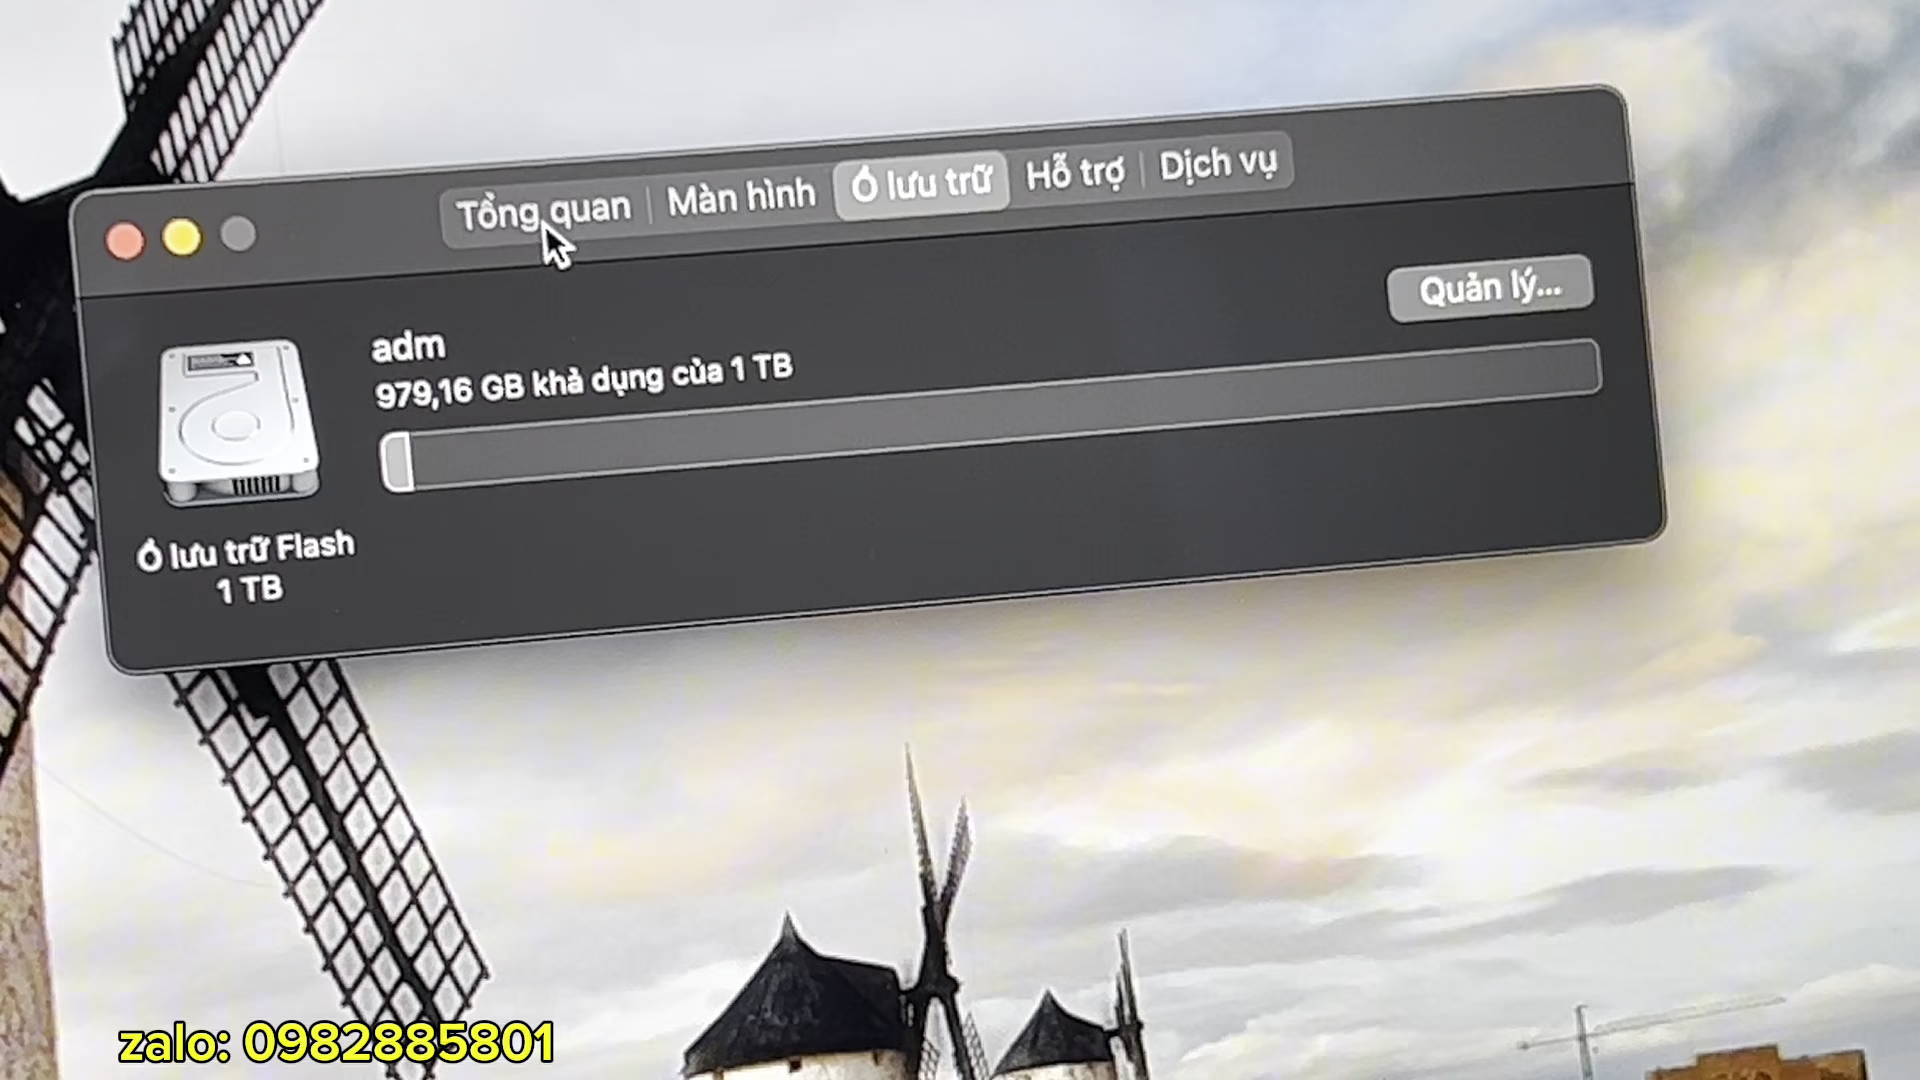 Tổng quan
Màn hình
Ổ lưu trữ
Hỗ trợ
Dịch vụ
Quản lý...
adm
979,16 GB khả dụng của 1 TB
Ổ lưu trữ Flash
1 TB
zalo: 0982885801